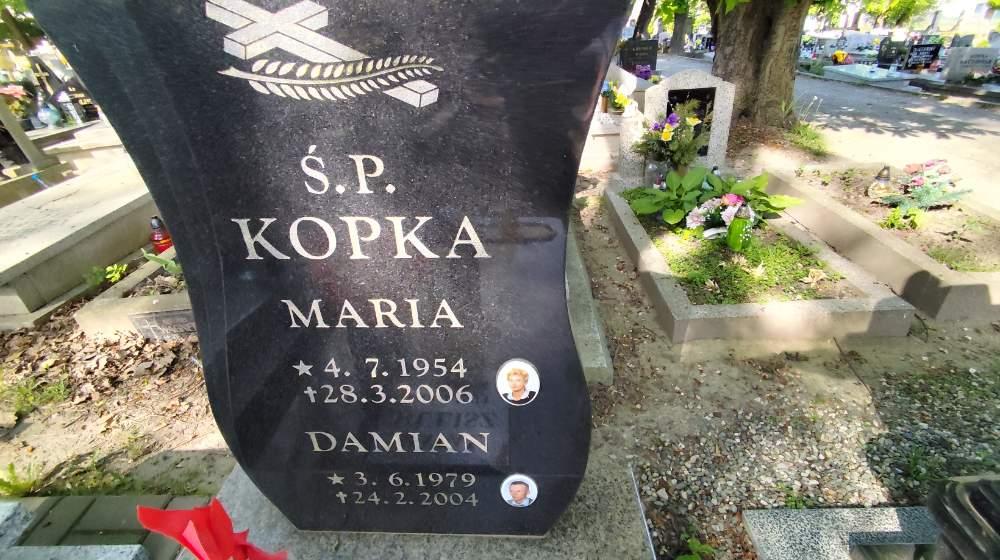 Ś.P.
KOPKA
MARIA
★ 4. 7. 1954
✝28.3.2006
DAMIAN
★ 3. 6. 1979
✝24.2. 2004